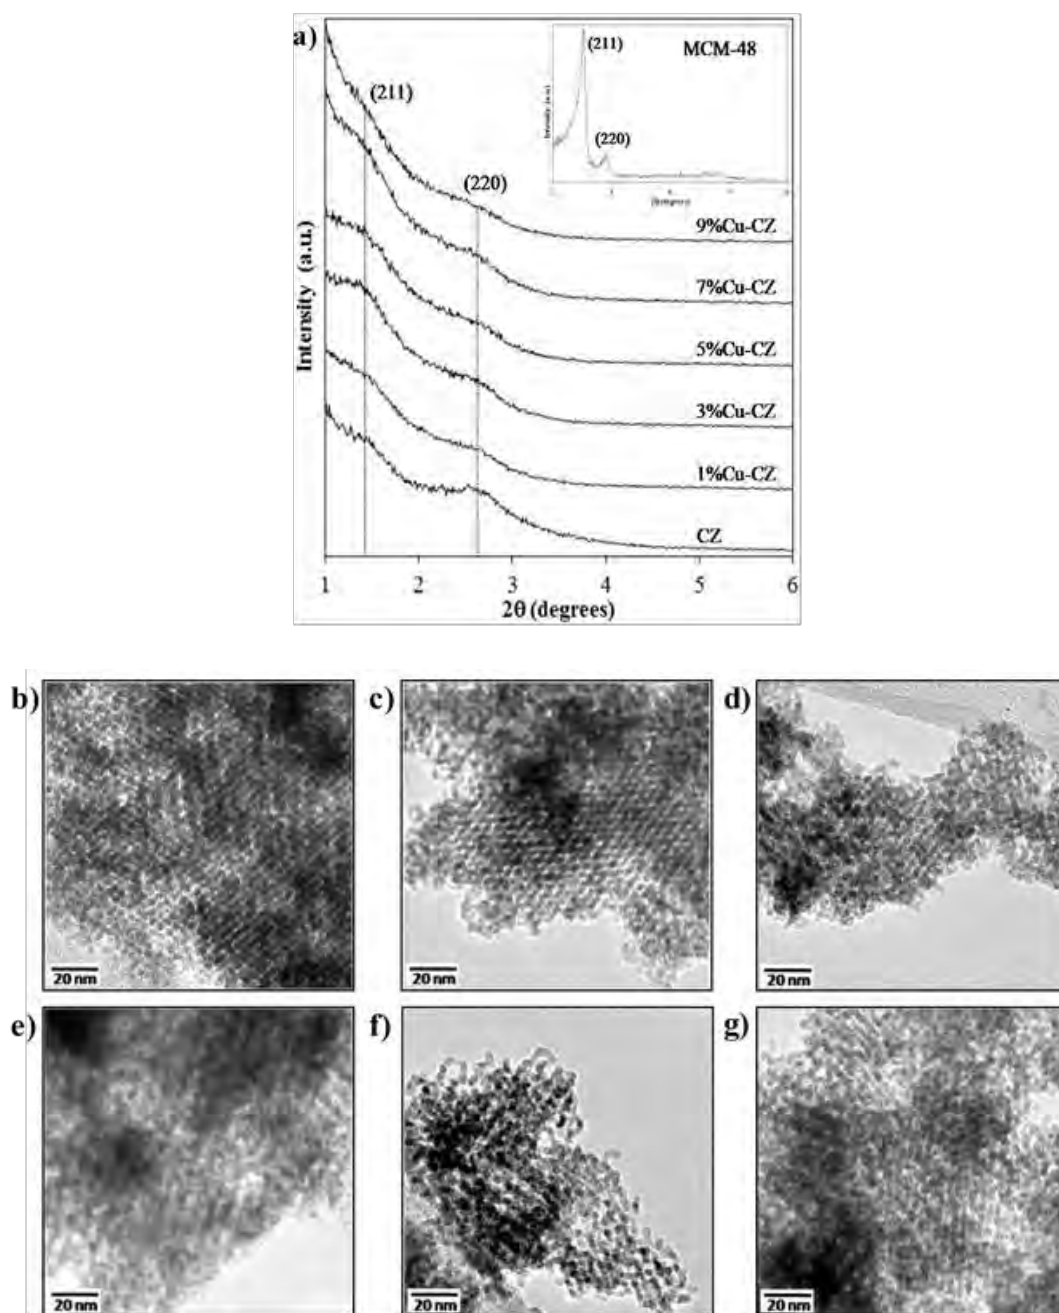 a)
(211)
MCM-48
(220)
(211)
(220)
9%Cu-CZ
7%Cu-CZ
5%Cu-CZ
3%Cu-CZ
1%Cu-CZ
CZ
Intensity (a.u.)
1 2 3 4 5 6
2θ (degrees)
b) c) d)
20 nm 20 nm 20 nm
e) f) g)
20 nm 20 nm 20 nm